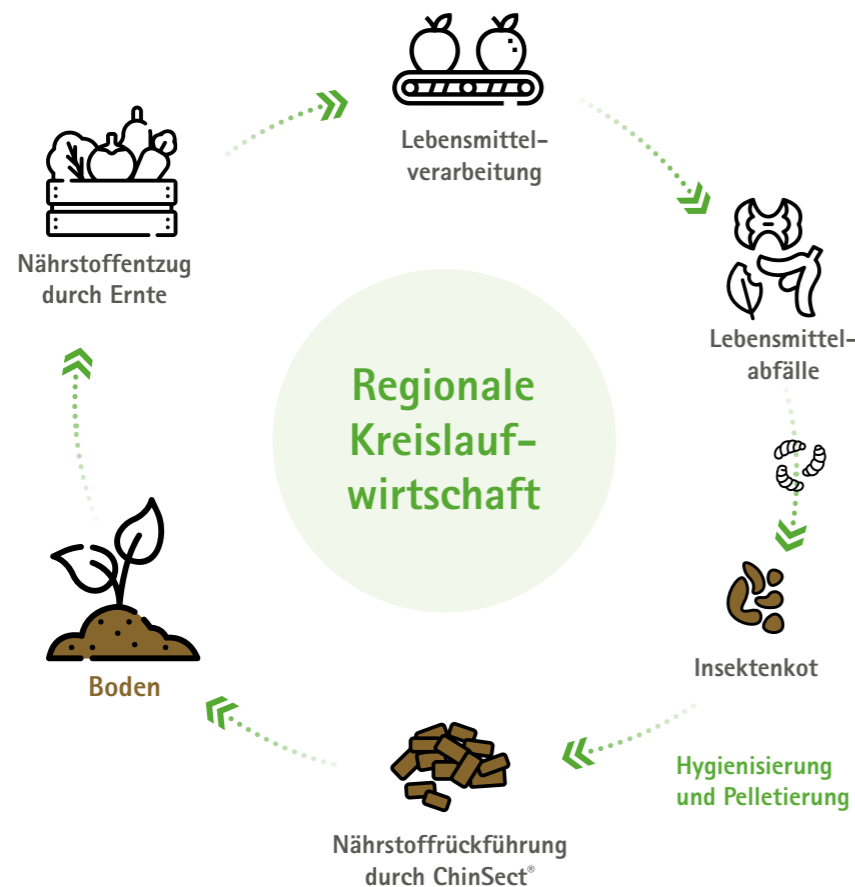 Lebensmittel-
verarbeitung
Nährstoffentzug
durch Ernte
Lebensmittel-
abfälle
Regionale
Kreislauf-
wirtschaft
Insektenkot
Boden
Hygienisierung
und Pelletierung
Nährstoffrückführung
durch ChinSect®